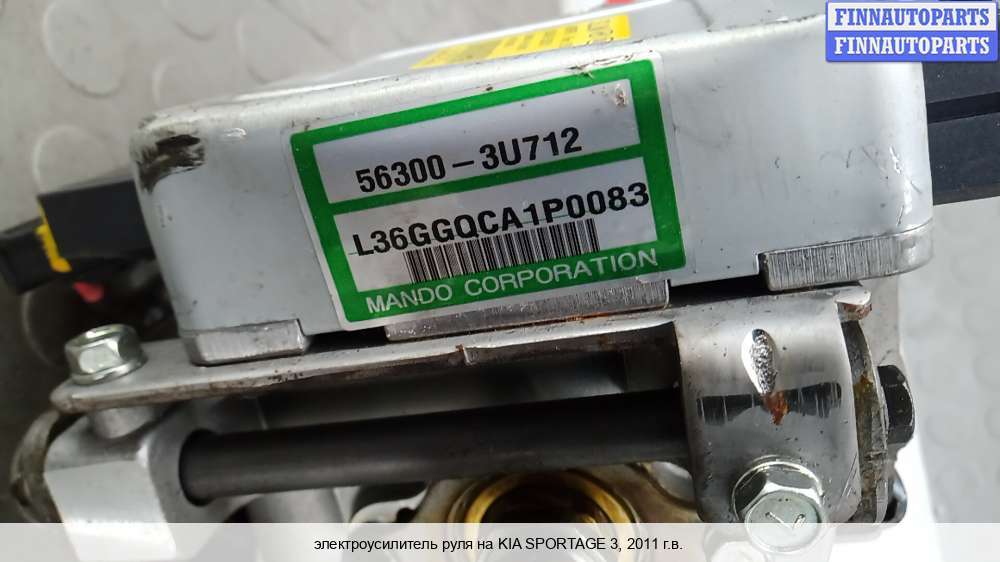 FINNAUTOPARTS
FINNAUTOPARTS
56300-3U712
L36GGQCA1P0083
MANDO CORPORATION
электроусилитель руля на KIA SPORTAGE 3, 2011 г.в.